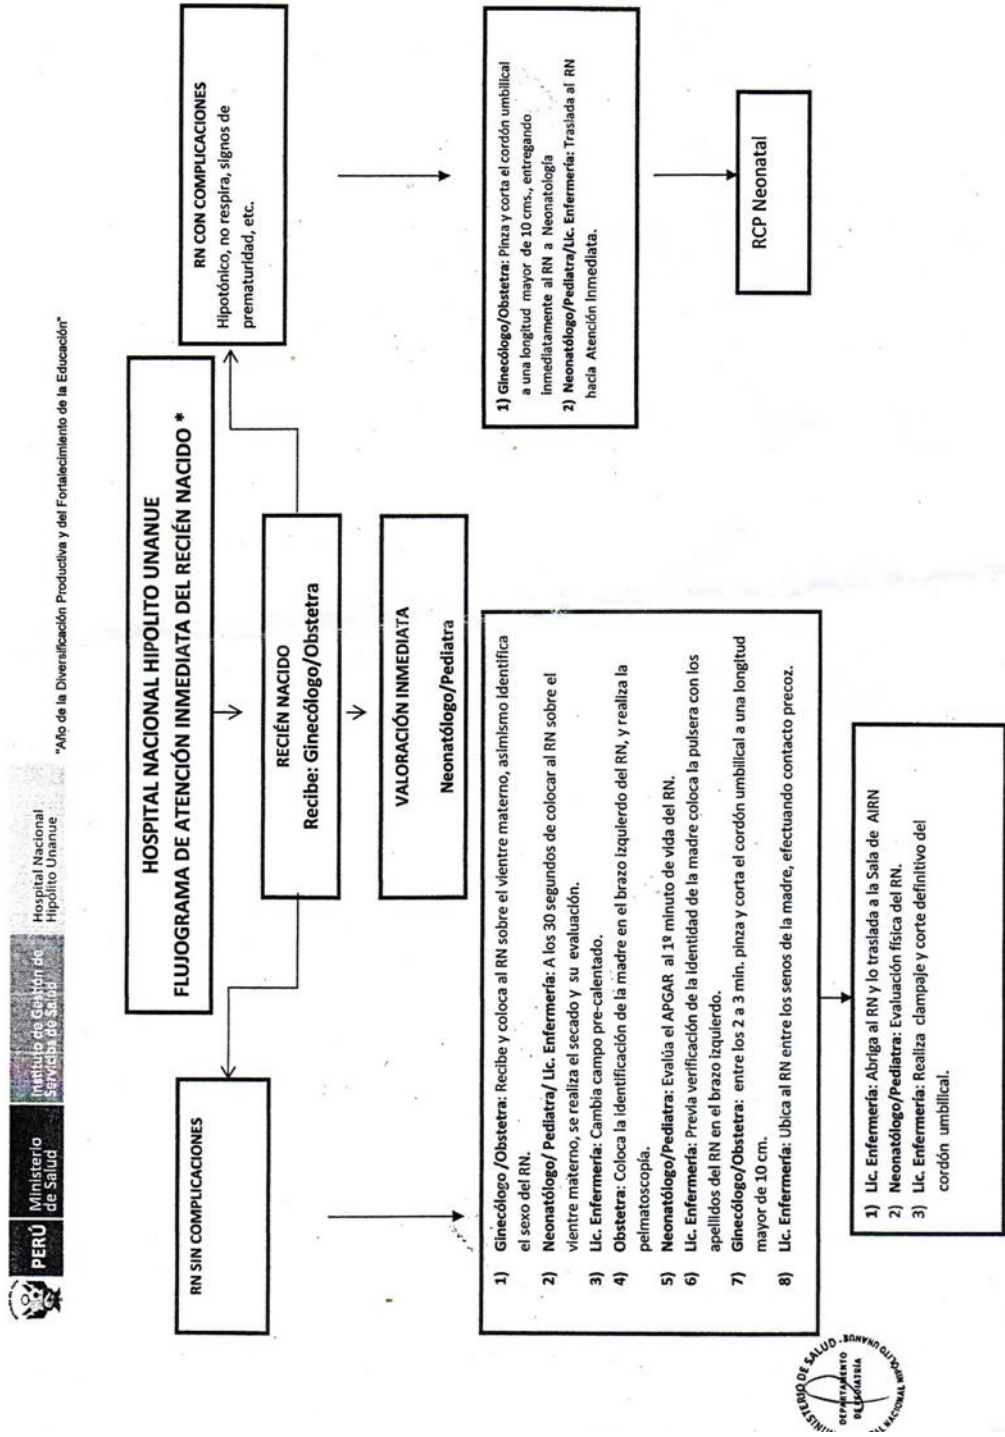 PERÚ
Ministerio
de Salud
Instituto de Gestión de
Servicios de Salud
Hospital Nacional
Hipólito Unanue
"Año de la Diversificación Productiva y del Fortalecimiento de la Educación"
HOSPITAL NACIONAL HIPOLITO UNANUE
FLUJOGRAMA DE ATENCIÓN INMEDIATA DEL RECIÉN NACIDO *
RECIÉN NACIDO
Recibe: Ginecólogo/Obstetra
VALORACIÓN INMEDIATA
Neonatólogo/Pediatra
RN SIN COMPLICACIONES
1) Ginecólogo /Obstetra: Recibe y coloca al RN sobre el vientre materno, asimismo identifica
el sexo del RN.
2) Neonatólogo/ Pediatra/ Lic. Enfermería: A los 30 segundos de colocar al RN sobre el
vientre materno, se realiza el secado y su evaluación.
3) Lic. Enfermería: Cambia campo pre-calentado.
4) Obstetra: Coloca la identificación de la madre en el brazo izquierdo del RN, y realiza la
pelmatoscopía.
5) Neonatólogo/Pediatra: Evalúa el APGAR al 1º minuto de vida del RN.
6) Lic. Enfermería: Previa verificación de la identidad de la madre coloca la pulsera con los
apellidos del RN en el brazo izquierdo.
7) Ginecólogo/Obstetra: entre los 2 a 3 min, pinza y corta el cordón umbilical a una longitud
mayor de 10 cm.
8) Lic. Enfermería: Ubica al RN entre los senos de la madre, efectuando contacto precoz.
1) Lic. Enfermería: Abriga al RN y lo traslada a la Sala de AIRN
2) Neonatólogo/Pediatra: Evaluación física del RN.
3) Lic. Enfermería: Realiza clampaje y corte definitivo del
cordón umbilical.
RN CON COMPLICACIONES
Hipotónico, no respira, signos de
prematuridad, etc.
1) Ginecólogo/Obstetra: Pinza y corta el cordón umbilical
a una longitud mayor de 10 cms., entregando
inmediatamente al RN a Neonatología
2) Neonatólogo/Pediatra/Lic. Enfermería: Traslada al RN
hacia Atención Inmediata.
RCP Neonatal
MINISTERIO DE SALUD
DEPARTAMENTO
DE PEDIATRÍA